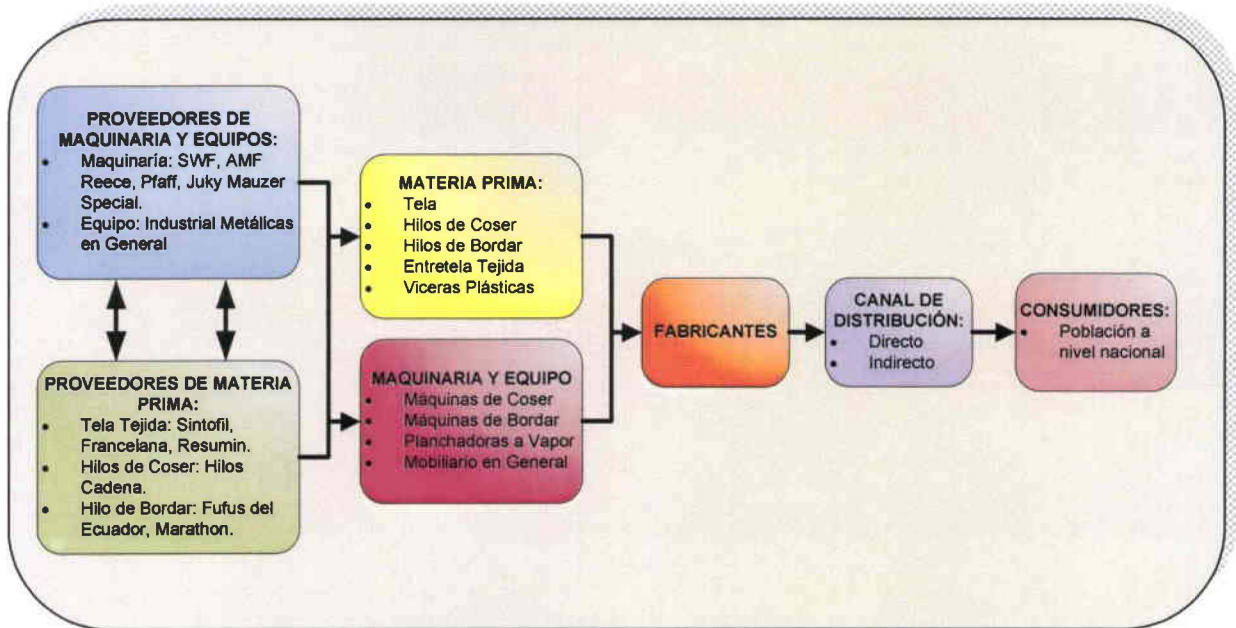 PROVEEDORES DE
MAQUINARIA Y EQUIPOS:
• Maquinaría: SWF, AMF
Reece, Pfaff, Juky Mauzer
Special.
• Equipo: Industrial Metálicas
en General
PROVEEDORES DE MATERIA
PRIMA:
• Tela Tejida: Sintofil,
Francelana, Resumin.
• Hilos de Coser: Hilos
Cadena.
• Hilo de Bordar: Fufus del
Ecuador, Marathon.
MATERIA PRIMA:
• Tela
• Hilos de Coser
• Hilos de Bordar
• Entretela Tejida
• Viceras Plásticas
MAQUINARIA Y EQUIPO
• Máquinas de Coser
• Máquinas de Bordar
• Planchadoras a Vapor
• Mobiliario en General
FABRICANTES
CANAL DE
DISTRIBUCIÓN:
• Directo
• Indirecto
CONSUMIDORES:
• Población a
nivel nacional